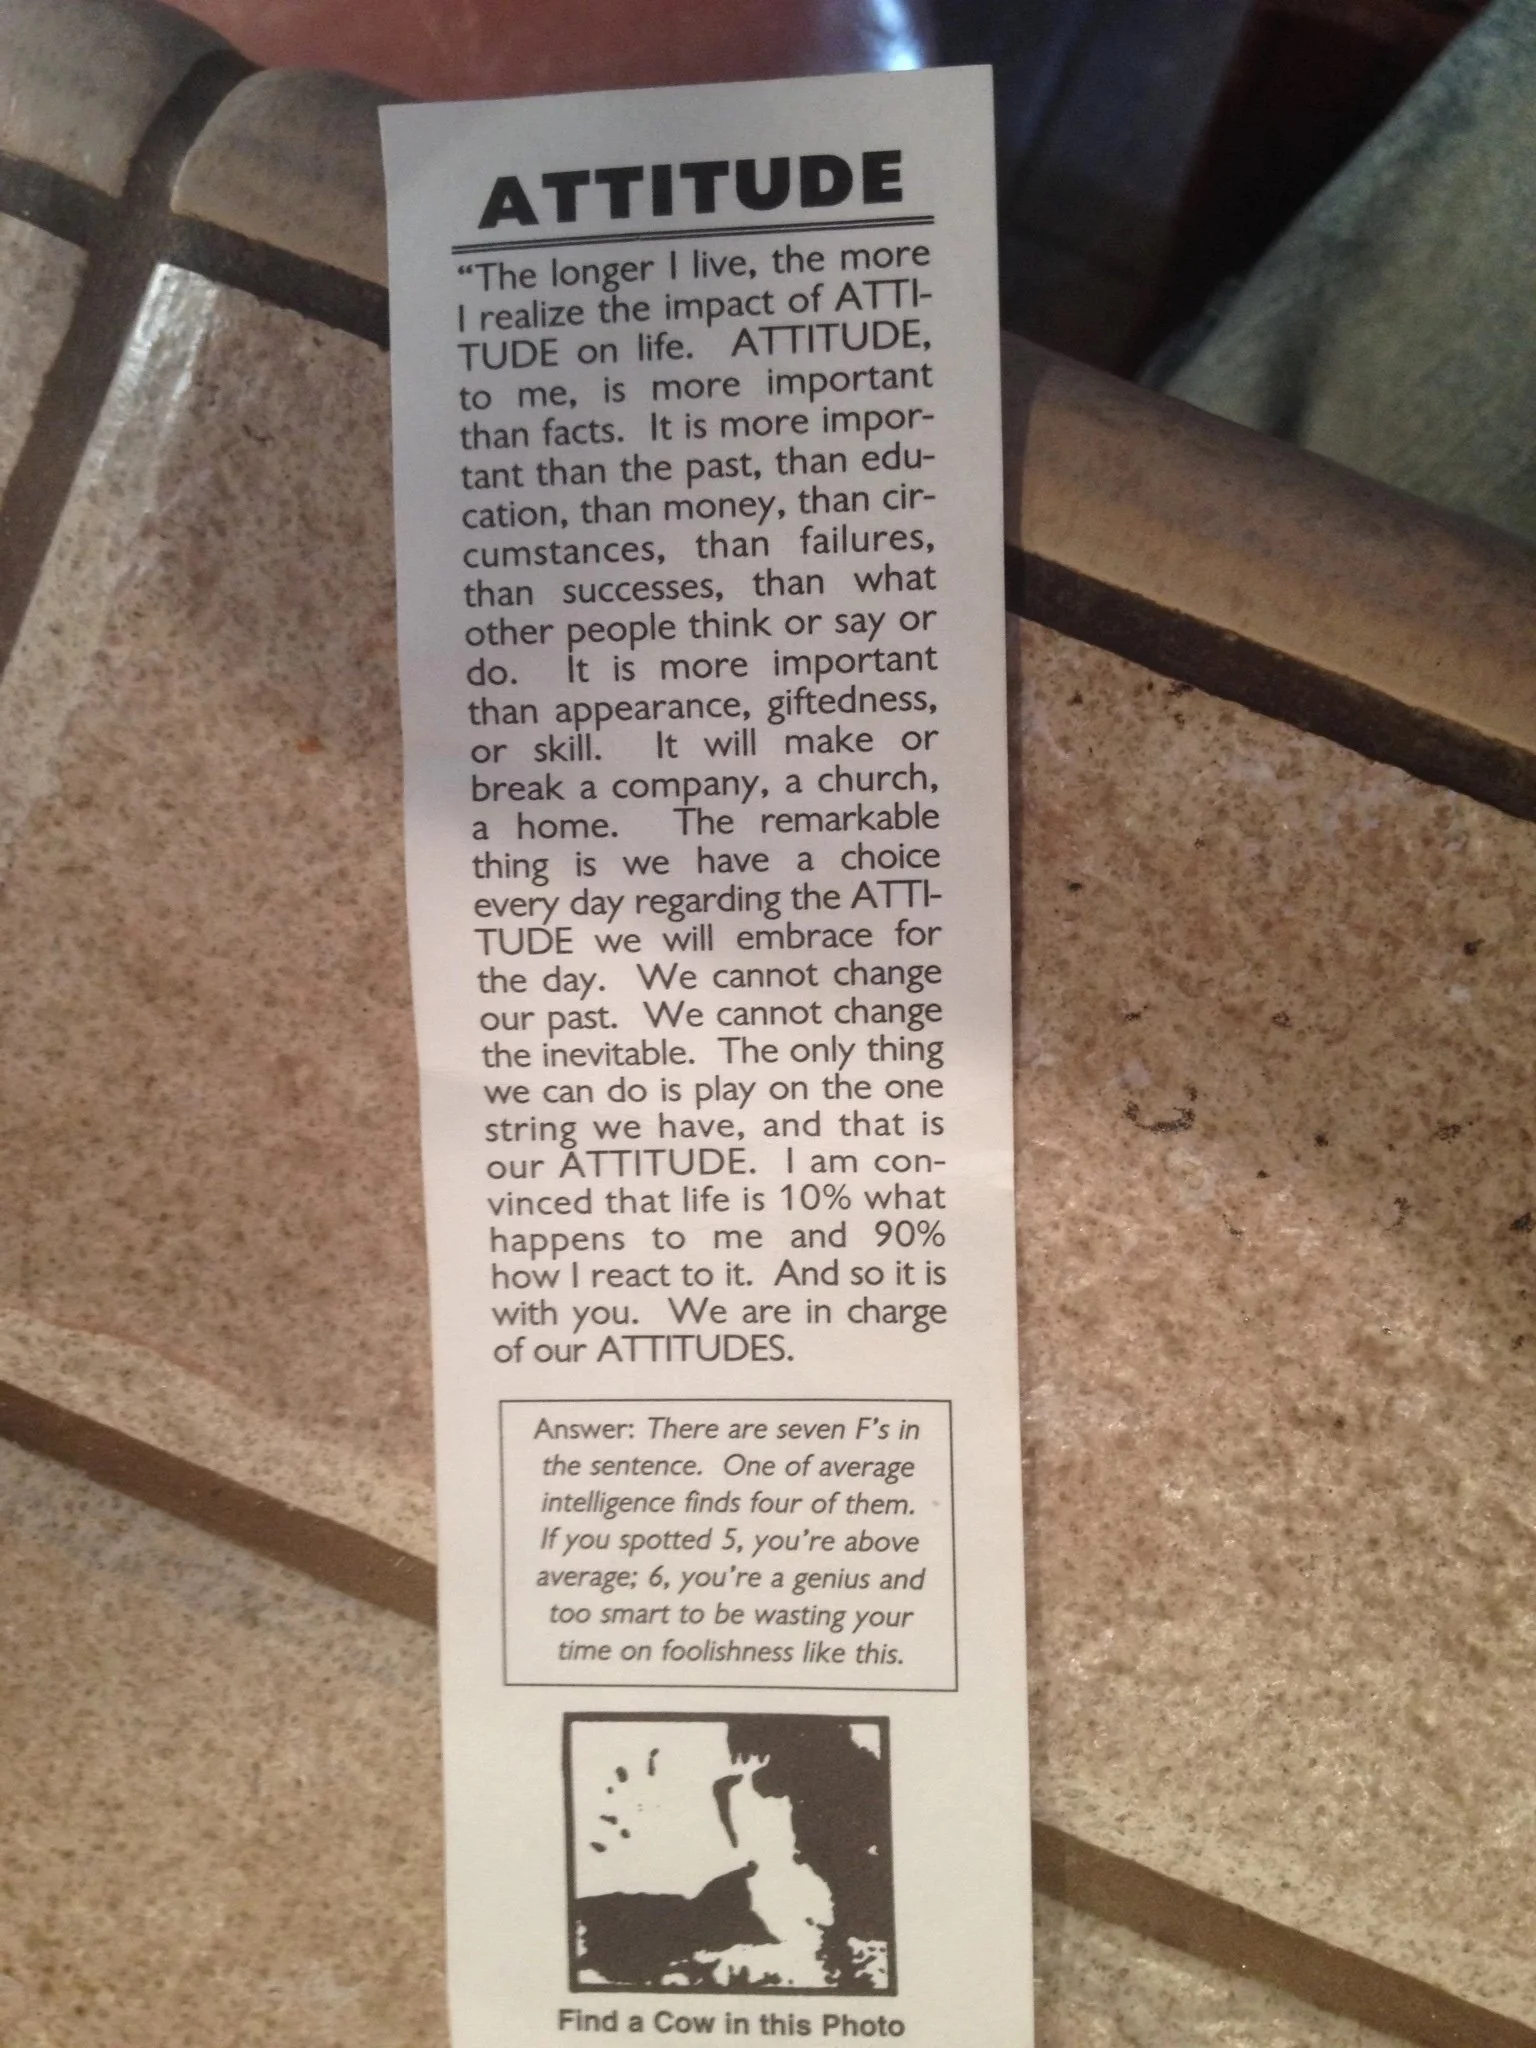 ATTITUDE
“The longer I live, the more
I realize the impact of ATTI-
TUDE on life. ATTITUDE,
to me, is more important
than facts. It is more impor-
tant than the past, than edu-
cation, than money, than cir-
cumstances, than failures,
than successes, than what
other people think or say or
do. It is more important
than appearance, giftedness,
or skill. It will make or
break a company, a church,
a home. The remarkable
thing is we have a choice
every day regarding the ATTI-
TUDE we will embrace for
the day. We cannot change
our past. We cannot change
the inevitable. The only thing
we can do is play on the one
string we have, and that is
our ATTITUDE. I am con-
vinced that life is 10% what
happens to me and 90%
how I react to it. And so it is
with you. We are in charge
of our ATTITUDES.
Answer: There are seven F's in
the sentence. One of average
intelligence finds four of them.
If you spotted 5, you're above
average; 6, you're a genius and
too smart to be wasting your
time on foolishness like this.
Find a Cow in this Photo